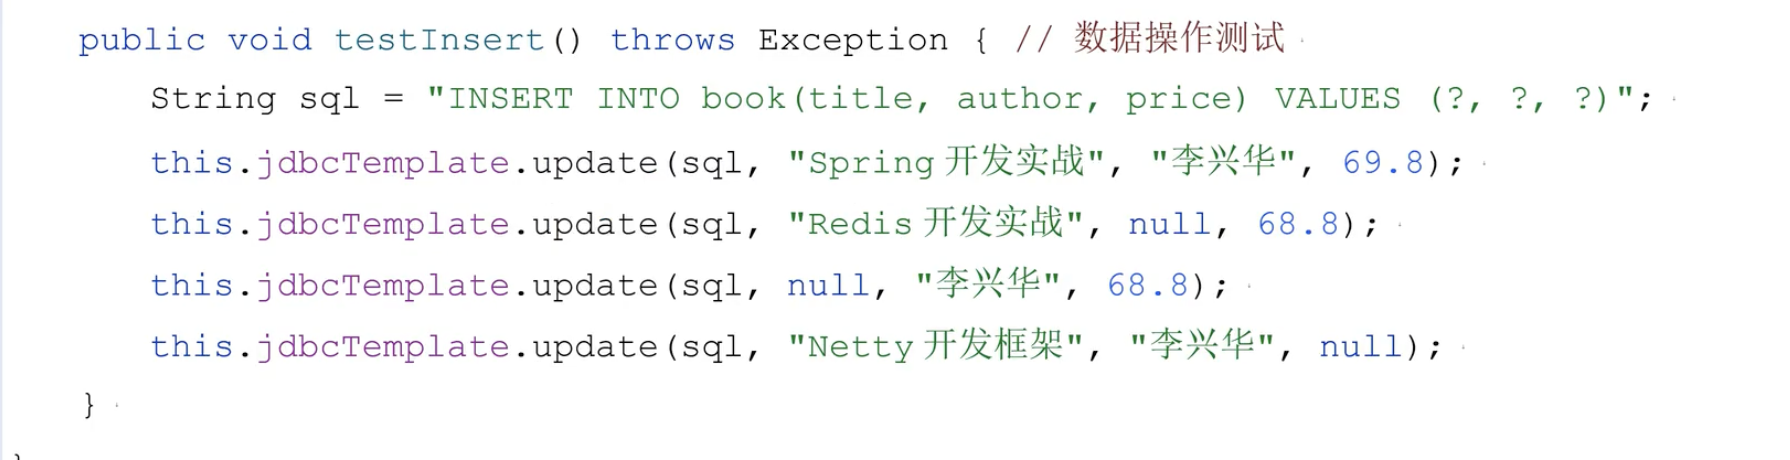 public void testInsert() throws Exception { // 数据操作测试
String sql = "INSERT INTO book(title, author, price) VALUES (?, ?, ?)";
this.jdbcTemplate.update(sql, "Spring 开发实战", "李兴华", 69.8);
this.jdbcTemplate.update(sql, "Redis 开发实战", null, 68.8);
this.jdbcTemplate.update(sql, null, "李兴华", 68.8);
this.jdbcTemplate.update(sql, "Netty 开发框架", "李兴华", null);
}
}